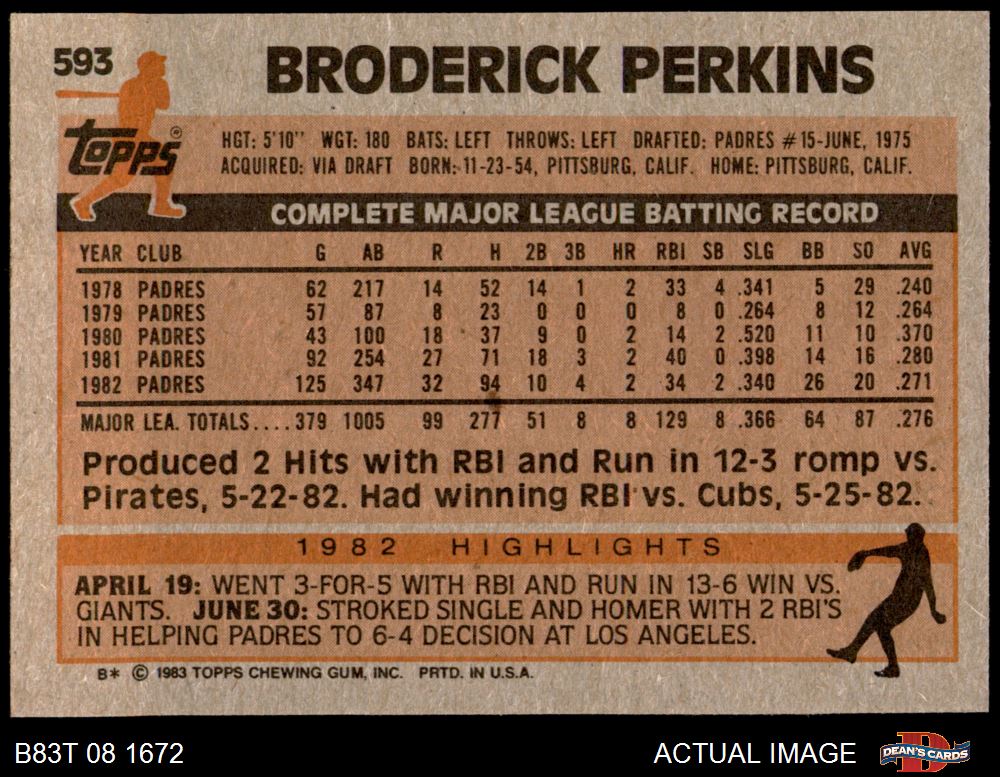 593 BRODERICK PERKINS
Topps®
HGT: 5'10" WGT: 180 BATS: LEFT THROWS: LEFT DRAFTED: PADRES #15-JUNE, 1975
ACQUIRED: VIA DRAFT BORN: 11-23-54, PITTSBURG, CALIF. HOME: PITTSBURG, CALIF.
COMPLETE MAJOR LEAGUE BATTING RECORD
YEAR CLUB G AB R H 2B 3B HR RBI SB SLG BB SO AVG
1978 PADRES 62 217 14 52 14 1 2 33 4 .341 5 29 .240
1979 PADRES 57 87 8 23 0 0 0 8 0 .264 8 12 .264
1980 PADRES 43 100 18 37 9 0 2 14 2 .520 11 10 .370
1981 PADRES 92 254 27 71 18 3 2 40 0 .398 14 16 .280
1982 PADRES 125 347 32 94 10 4 2 34 2 .340 26 20 .271
MAJOR LEA. TOTALS....379 1005 99 277 51 8 8 129 8 .366 64 87 .276
Produced 2 Hits with RBI and Run in 12-3 romp vs.
Pirates, 5-22-82. Had winning RBI vs. Cubs, 5-25-82.
1982 HIGHLIGHTS
APRIL 19: WENT 3-FOR-5 WITH RBI AND RUN IN 13-6 WIN VS.
GIANTS. JUNE 30: STROKED SINGLE AND HOMER WITH 2 RBI'S
IN HELPING PADRES TO 6-4 DECISION AT LOS ANGELES.
B* © 1983 TOPPS CHEWING GUM, INC. PRTD. IN U.S.A.
B83T 08 1672 ACTUAL IMAGE DEAN'S CARDS